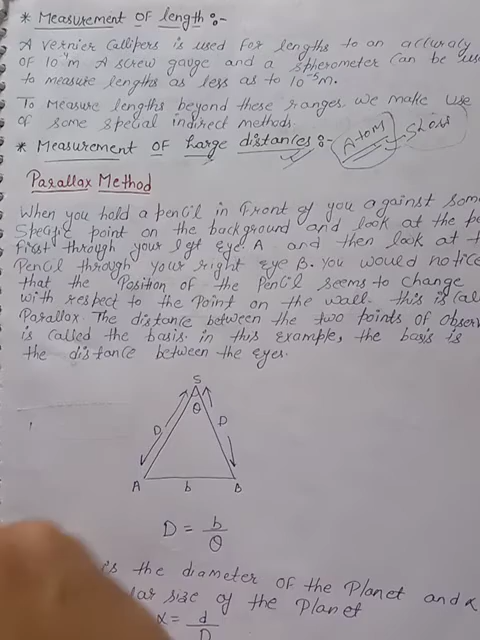 * Measurement of length :-
A vernier Callipers is used for lengths to an accuracy
of 10⁻⁴m A screw gauge and a spherometer can be use
to measure lengths as less as to 10⁻⁵m.
To measure lengths beyond these ranges, we make use
of some special indirect methods.
* Measurement of Large distances :-
A-tom
Parallax Method
When you hold a pencil in front of you against som
Specific point on the background and look at the pe
First through your left eye A and then look at t
Pencil through your right eye B. You would notice
that the Position of the Pencil seems to change
with respect to the Point on the wall. this is cal
Parallax. The distance between the two points of Observ
is called the basis. in this example, the basis is
the distance between the eyes.
S
θ
D D
A b B
D = b/θ
is the diameter of the Planet and α
size of the Planet
α = d/D